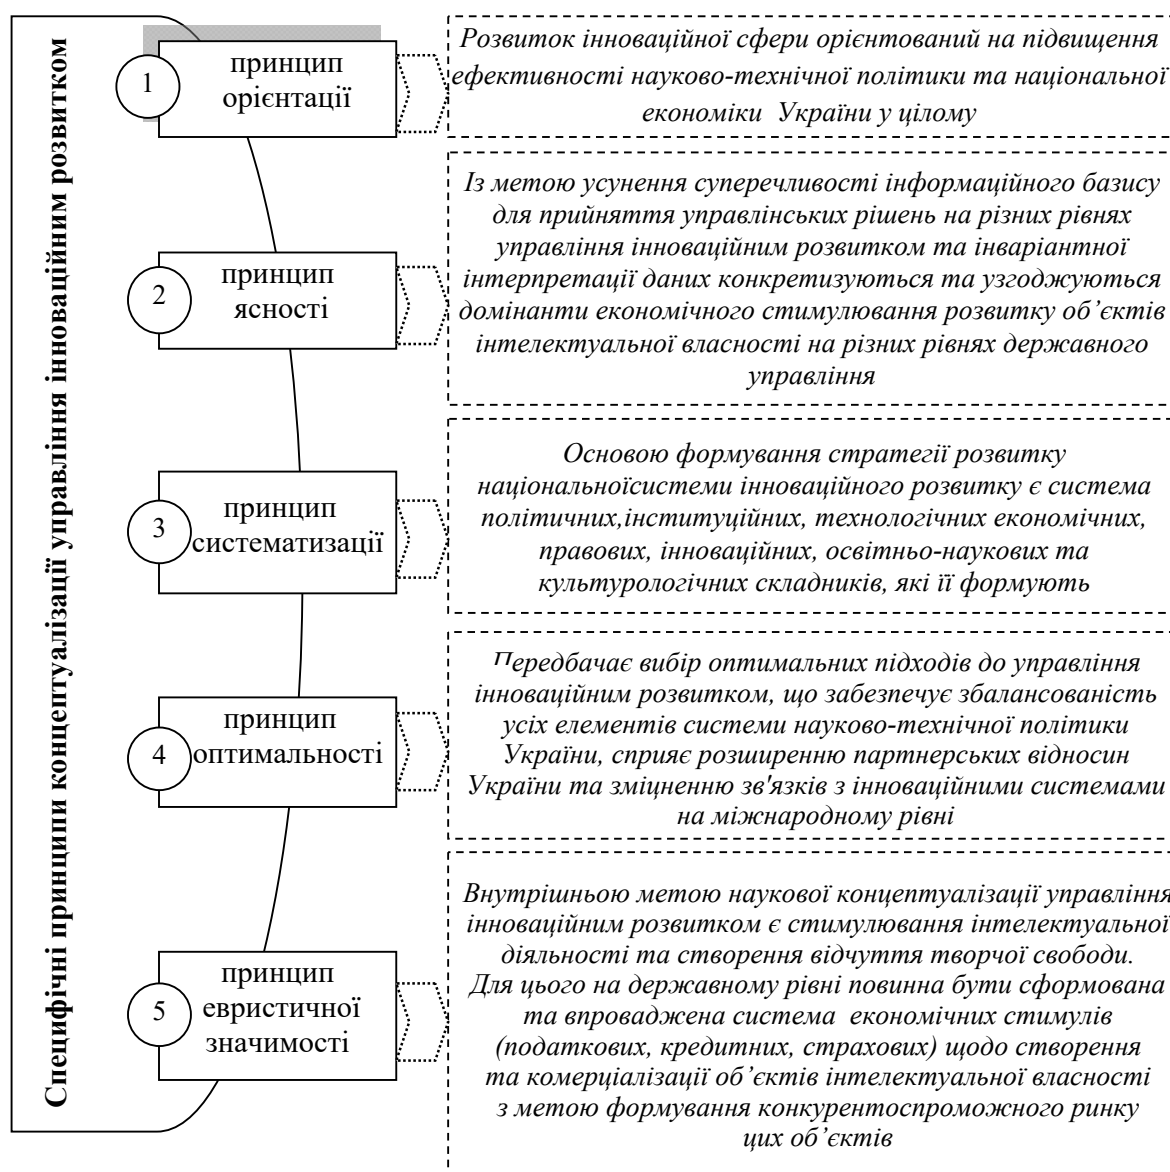 Специфічні принципи концептуалізації управління інноваційним розвитком
1
принцип
орієнтації
Розвиток інноваційної сфери орієнтований на підвищення
ефективності науково-технічної політики та національної
економіки України у цілому
2
принцип
ясності
Із метою усунення суперечливості інформаційного базису
для прийняття управлінських рішень на різних рівнях
управління інноваційним розвитком та інваріантної
інтерпретації даних конкретизуються та узгоджуються
домінанти економічного стимулювання розвитку об’єктів
інтелектуальної власності на різних рівнях державного
управління
3
принцип
систематизації
Основою формування стратегії розвитку
національноїсистеми інноваційного розвитку є система
політичних,інституційних, технологічних економічних,
правових, інноваційних, освітньо-наукових та
культурологічних складників, які її формують
4
принцип
оптимальності
Передбачає вибір оптимальних підходів до управління
інноваційним розвитком, що забезпечує збалансованість
усіх елементів системи науково-технічної політики
України, сприяє розширенню партнерських відносин
України та зміцненню зв'язків з інноваційними системами
на міжнародному рівні
5
принцип
евристичної
значимості
Внутрішньою метою наукової концептуалізації управління
інноваційним розвитком є стимулювання інтелектуальної
діяльності та створення відчуття творчої свободи.
Для цього на державному рівні повинна бути сформована
та впроваджена система економічних стимулів
(податкових, кредитних, страхових) щодо створення
та комерціалізації об’єктів інтелектуальної власності
з метою формування конкурентоспроможного ринку
цих об’єктів